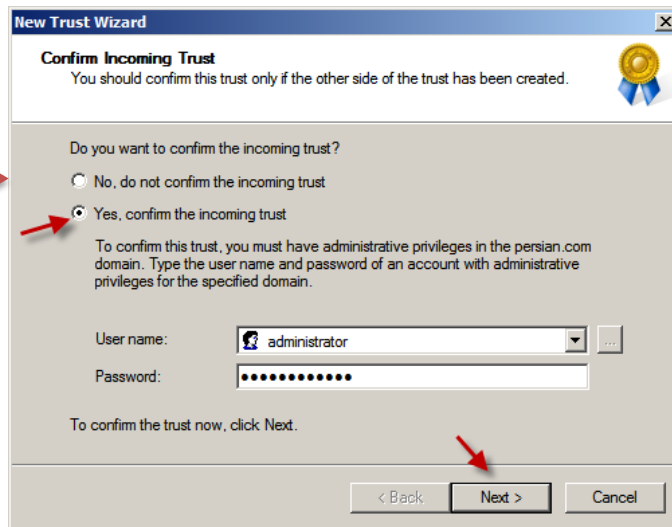 New Trust Wizard
Confirm Incoming Trust
You should confirm this trust only if the other side of the trust has been created.
Do you want to confirm the incoming trust?
No, do not confirm the incoming trust
Yes, confirm the incoming trust
To confirm this trust, you must have administrative privileges in the persian.com
domain. Type the user name and password of an account with administrative
privileges for the specified domain.
User name:
administrator
...
Password:
••••••••••••
To confirm the trust now, click Next.
< Back
Next >
Cancel